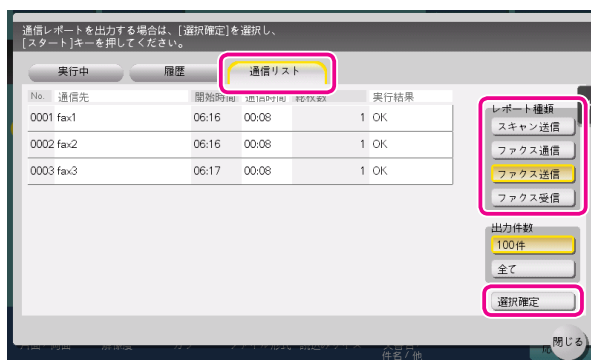 通信レポートを出力する場合は、[選択確定]を選択し、
[スタート]キーを押してください。
実行中 履歴 通信リスト
No. 通信先 開始時間 通信時間 総枚数 実行結果
0001 fax1 06:16 00:08 1 OK
0002 fax2 06:16 00:08 1 OK
0003 fax3 06:17 00:08 1 OK
レポート種類
スキャン送信
ファクス通信
ファクス送信
ファクス受信
出力件数
100件
全て
選択確定
閉じる
件名/他